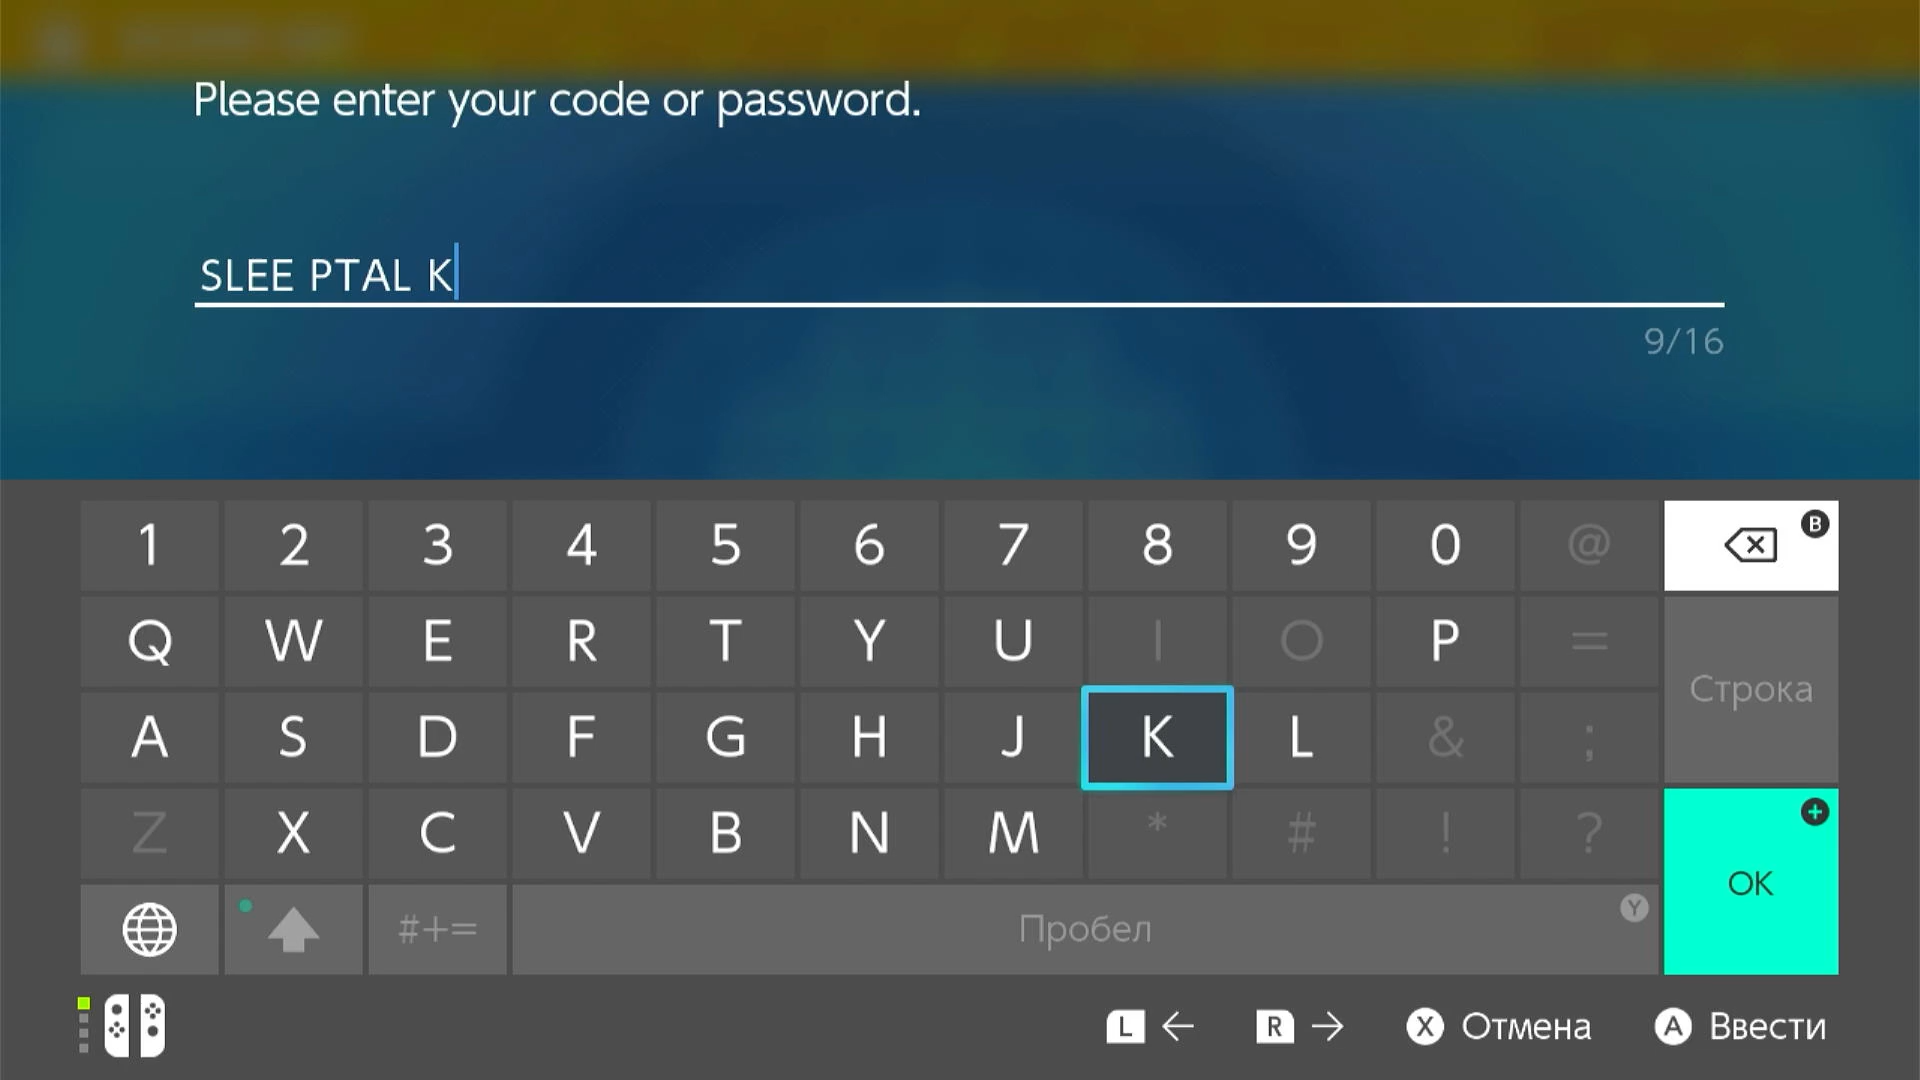 Please enter your code or password.
SLEE PTAL K
9/16
1 2 3 4 5 6 7 8 9 0 @ B
Q W E R T Y U I O P = Строка
A S D F G H J K L & ;
Z X C V B N M * # ! ? + OK
#+= Пробел Y
L ← R → X Отмена A Ввести